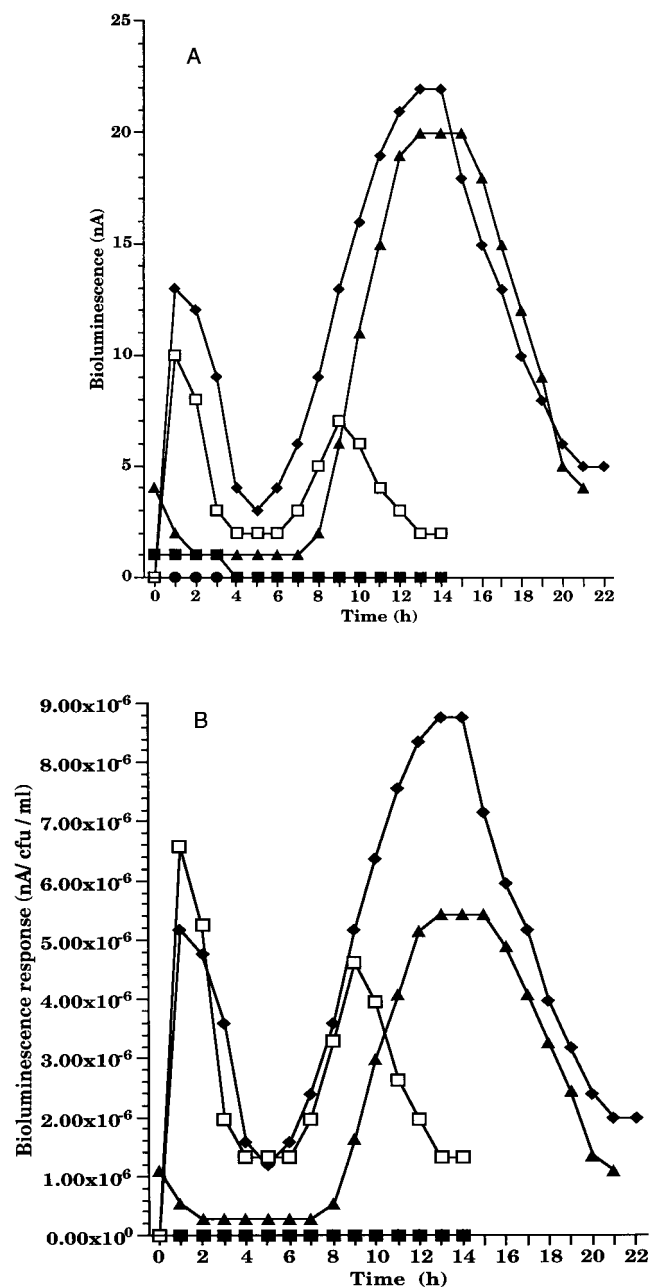 A
25
20
15
10
5
0
Bioluminescence (nA)
0 2 4 6 8 10 12 14 16 18 20 22
Time (h)
B
9.00x10-6
8.00x10-6
7.00x10-6
6.00x10-6
5.00x10-6
4.00x10-6
3.00x10-6
2.00x10-6
1.00x10-6
0.00x100
Bioluminescence response (nA/ cfu / ml)
0 2 4 6 8 10 12 14 16 18 20 22
Time (h)